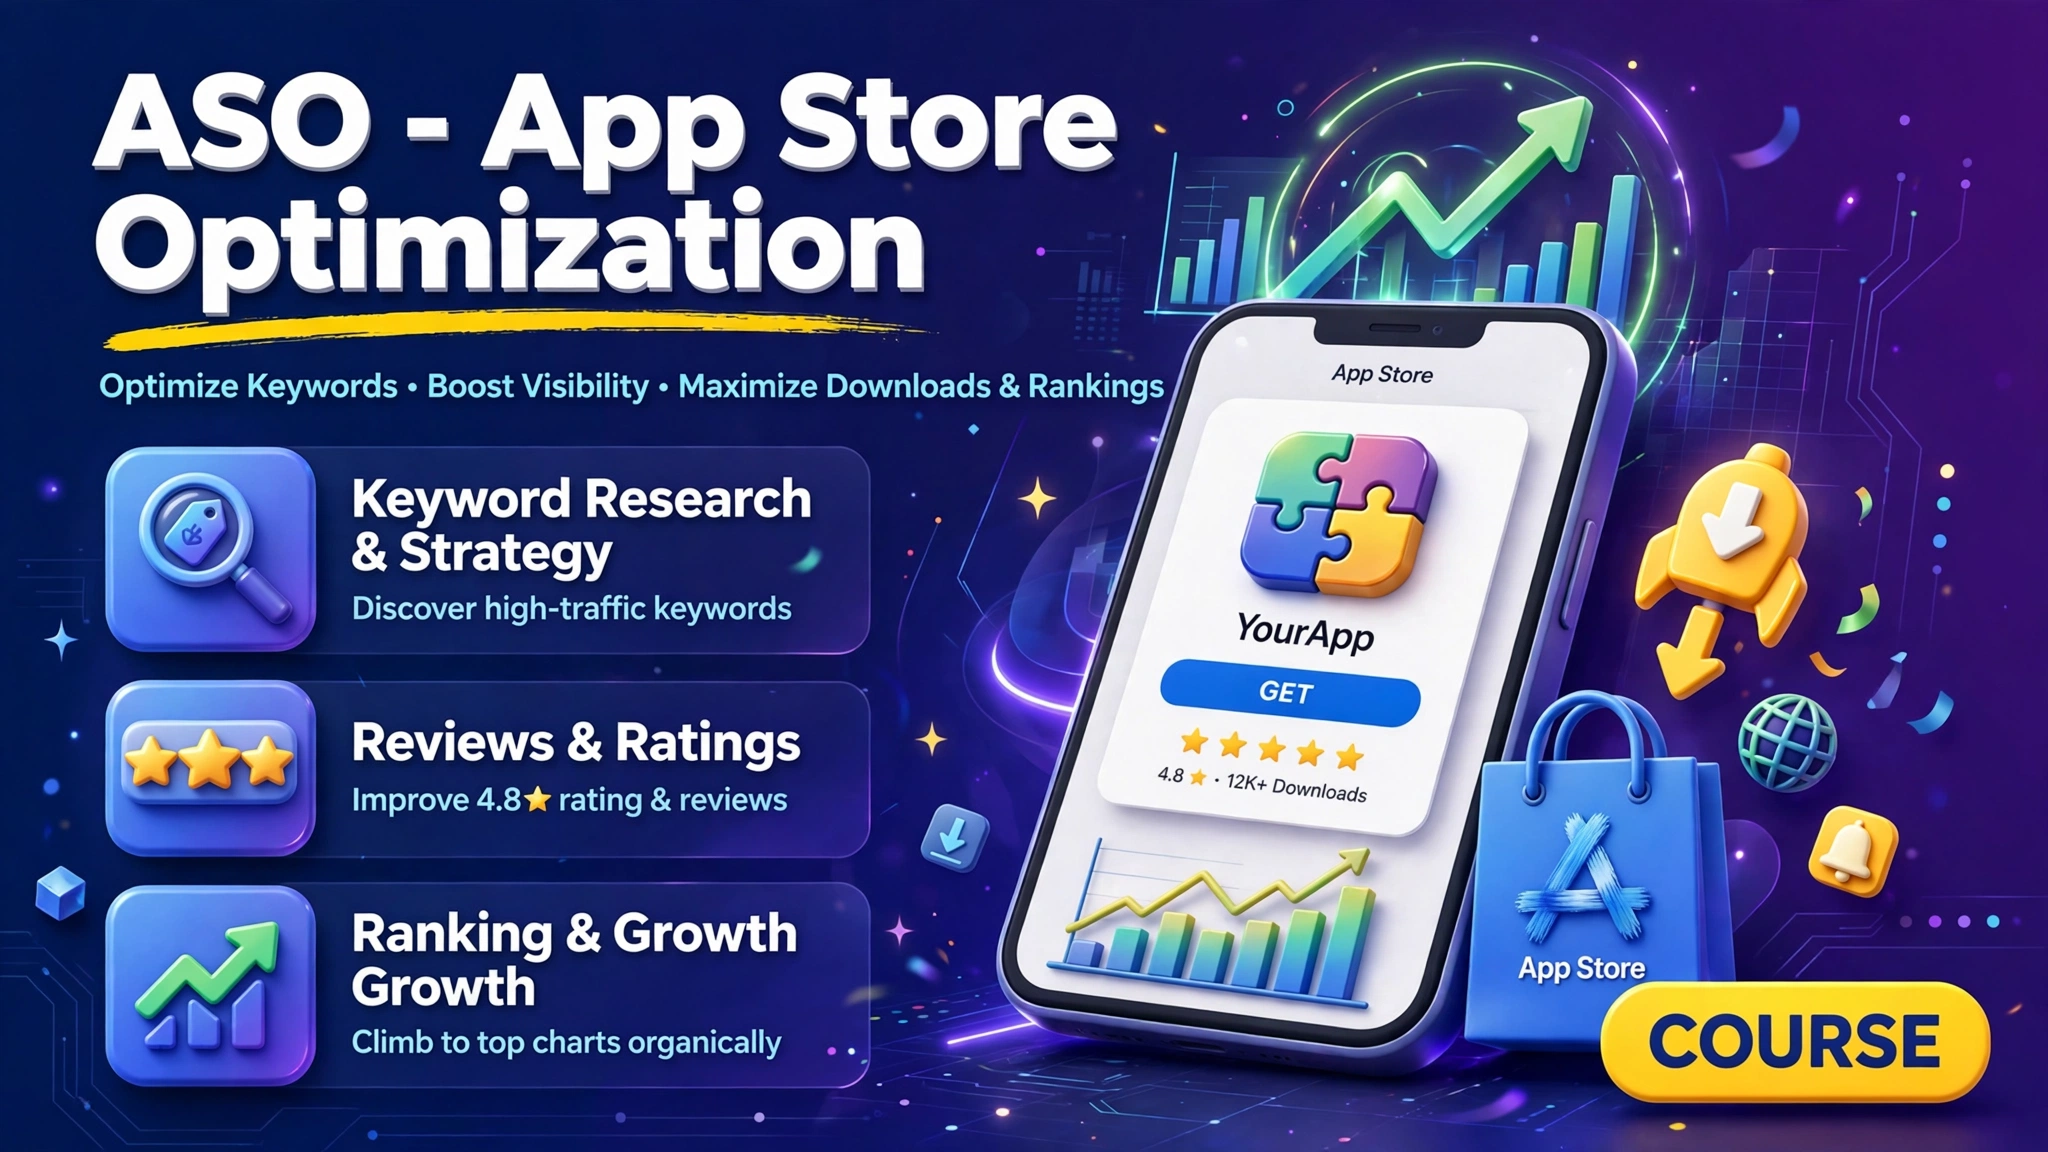 ASO - App Store
Optimization
Optimize Keywords • Boost Visibility • Maximize Downloads & Rankings
Keyword Research
& Strategy
Discover high-traffic keywords
Reviews & Ratings
Improve 4.8⭐ rating & reviews
Ranking & Growth
Growth
Climb to top charts organically
App Store
YourApp
GET
4.8 ⭐ • 12K+ Downloads
App Store
COURSE